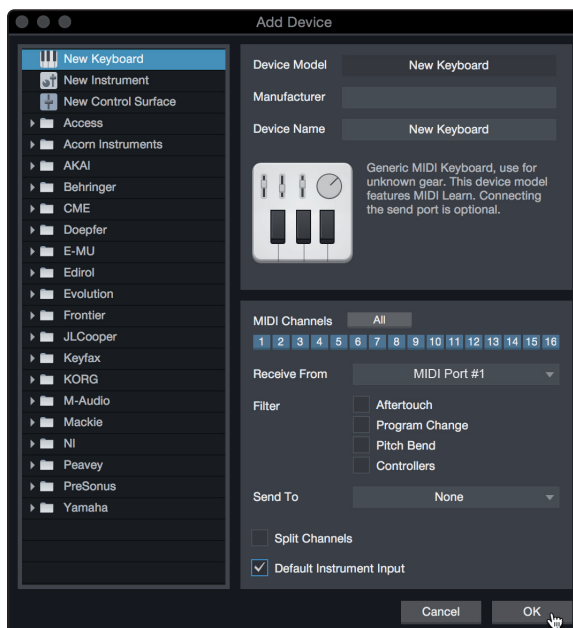 Add Device
New Keyboard
New Instrument
New Control Surface
Access
Acorn Instruments
AKAI
Behringer
CME
Doepfer
E-MU
Edirol
Evolution
Frontier
JLCooper
Keyfax
KORG
M-Audio
Mackie
NI
Peavey
PreSonus
Yamaha
Device Model New Keyboard
Manufacturer
Device Name New Keyboard
Generic MIDI Keyboard, use for
unknown gear. This device model
features MIDI Learn. Connecting
the send port is optional.
MIDI Channels All
1 2 3 4 5 6 7 8 9 10 11 12 13 14 15 16
Receive From MIDI Port #1
Filter Aftertouch
Program Change
Pitch Bend
Controllers
Send To None
Split Channels
Default Instrument Input
Cancel OK